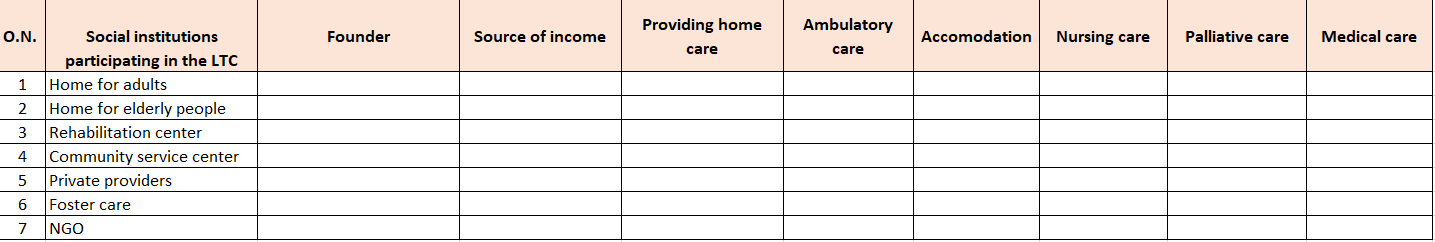 O.N. Social institutions participating in the LTC Founder Source of income Providing home care Ambulatory care Accomodation Nursing care Palliative care Medical care
1 Home for adults
2 Home for elderly people
3 Rehabilitation center
4 Community service center
5 Private providers
6 Foster care
7 NGO